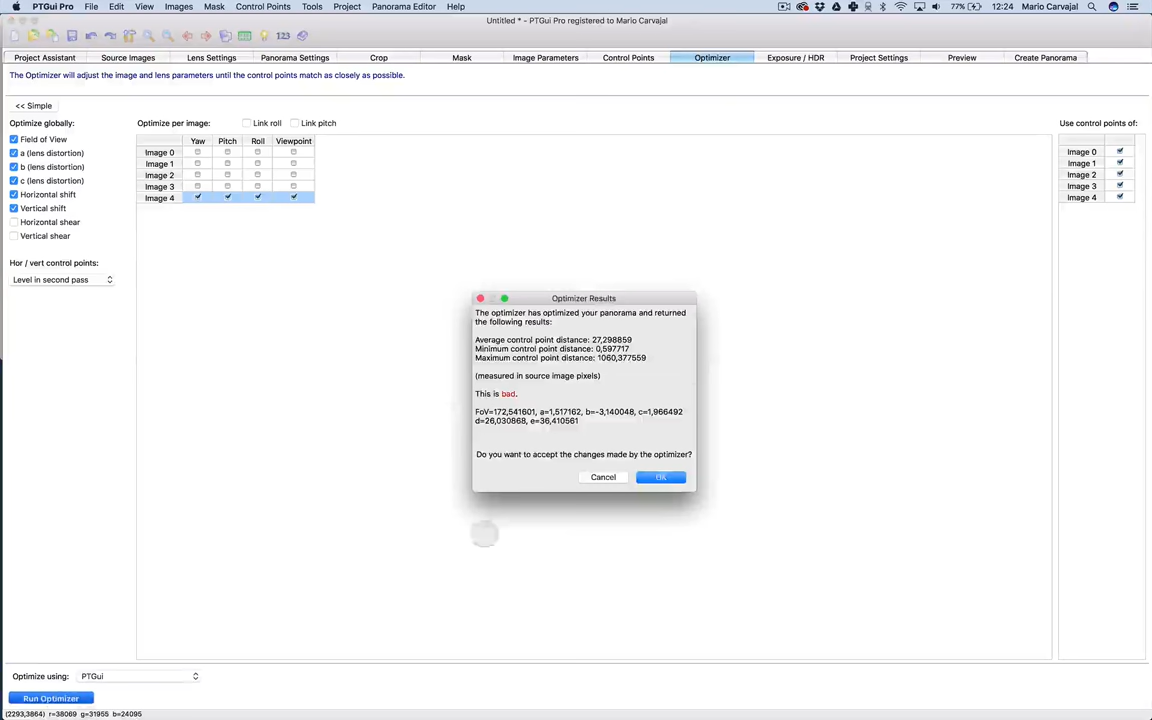 PTGui Pro File Edit View Images Mask Control Points Tools Project Panorama Editor Help 77% 12:24 Mario Carvajal
Untitled * - PTGui Pro registered to Mario Carvajal
123
Project Assistant Source Images Lens Settings Panorama Settings Crop Mask Image Parameters Control Points Optimizer Exposure / HDR Project Settings Preview Create Panorama
The Optimizer will adjust the image and lens parameters until the control points match as closely as possible.
<< Simple
Optimize globally: Optimize per image: Link roll Link pitch Use control points of:
Field of View
a (lens distortion)
b (lens distortion)
c (lens distortion)
Horizontal shift
Vertical shift
Horizontal shear
Vertical shear
Hor / vert control points:
Level in second pass
Yaw Pitch Roll Viewpoint
Image 0
Image 1
Image 2
Image 3
Image 4
Image 0
Image 1
Image 2
Image 3
Image 4
Optimizer Results
The optimizer has optimized your panorama and returned
the following results:
Average control point distance: 27,298859
Minimum control point distance: 0,597717
Maximum control point distance: 1060,377559
(measured in source image pixels)
This is bad.
FoV=172,541601, a=1,517162, b=-3,140048, c=1,966492
d=26,030868, e=36,410561
Do you want to accept the changes made by the optimizer?
Cancel OK
Optimize using: PTGui
Run Optimizer
(2293,3864) r=38069 g=31955 b=24095